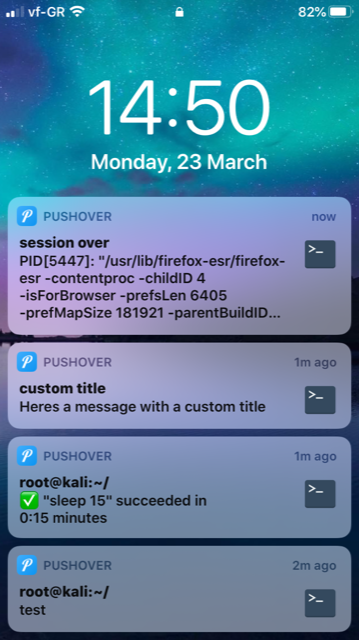 vf-GR 82%
14:50
Monday, 23 March
PUSHOVER now
session over
PID[5447]: "/usr/lib/firefox-esr/firefox-
esr -contentproc -childID 4
-isForBrowser -prefsLen 6405
-prefMapSize 181921 -parentBuildID...
>_
PUSHOVER 1m ago
custom title
Heres a message with a custom title
>_
PUSHOVER 1m ago
root@kali:~/
✅ "sleep 15" succeeded in
0:15 minutes
>_
PUSHOVER 2m ago
root@kali:~/
test
>_